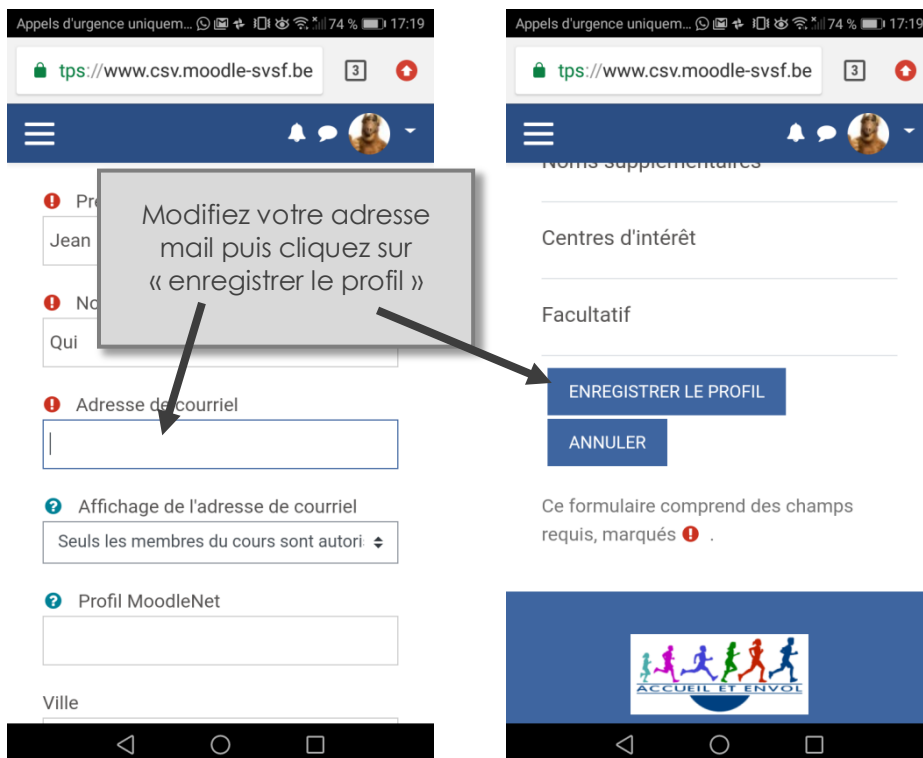 Appels d'urgence uniquem... 74 % 17:19
tps://www.csv.moodle-svsf.be 3
Modifiez votre adresse
mail puis cliquez sur
« enregistrer le profil »
Jean
Qui
Adresse de courriel
Affichage de l'adresse de courriel
Seuls les membres du cours sont autori
Profil MoodleNet
Ville
Appels d'urgence uniquem... 74 % 17:19
tps://www.csv.moodle-svsf.be 3
Noms supplémentaires
Centres d'intérêt
Facultatif
ENREGISTRER LE PROFIL
ANNULER
Ce formulaire comprend des champs
requis, marqués .
ACCUEIL ET ENVOL